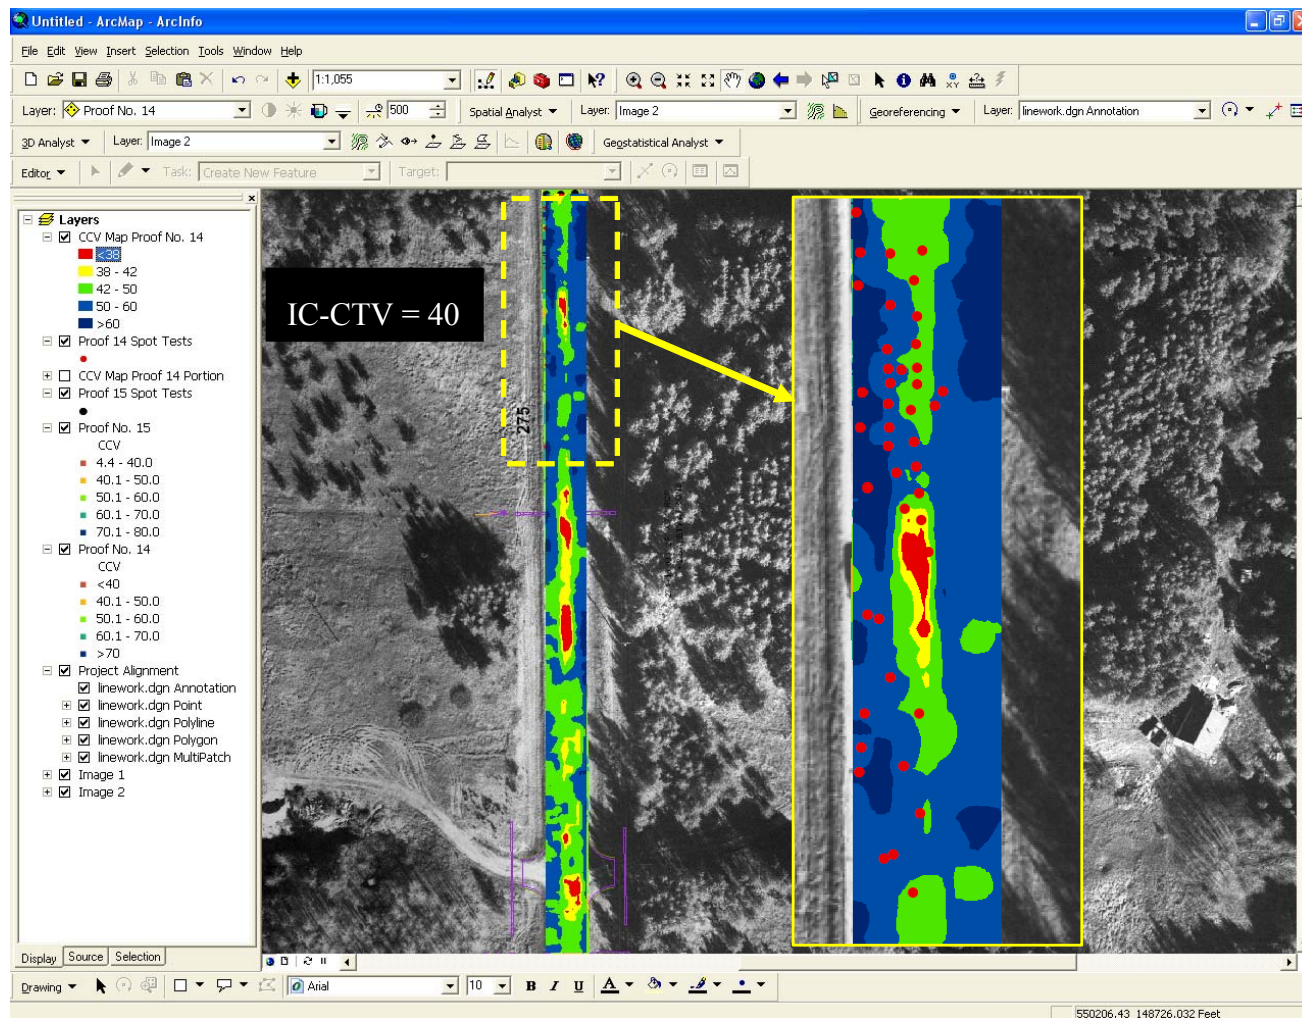 Untitled - ArcMap - ArcInfo
File Edit View Insert Selection Tools Window Help
1:1,055
Layer: Proof No. 14 500 Spatial Analyst Layer: Image 2 Georeferencing Layer: linework.dgn Annotation
3D Analyst Layer: Image 2 Geostatistical Analyst
Editor Task: Create New Feature Target:
Layers
CCV Map Proof No. 14
<38
38 - 42
42 - 50
50 - 60
>60
Proof 14 Spot Tests
CCV Map Proof 14 Portion
Proof 15 Spot Tests
Proof No. 15
CCV
4.4 - 40.0
40.1 - 50.0
50.1 - 60.0
60.1 - 70.0
70.1 - 80.0
Proof No. 14
CCV
<40
40.1 - 50.0
50.1 - 60.0
60.1 - 70.0
>70
Project Alignment
linework.dgn Annotation
linework.dgn Point
linework.dgn Polyline
linework.dgn Polygon
linework.dgn MultiPatch
Image 1
Image 2
IC-CTV = 40
275
Display Source Selection
Drawing Arial 10 B I U A
550206.43 148726.032 Feet